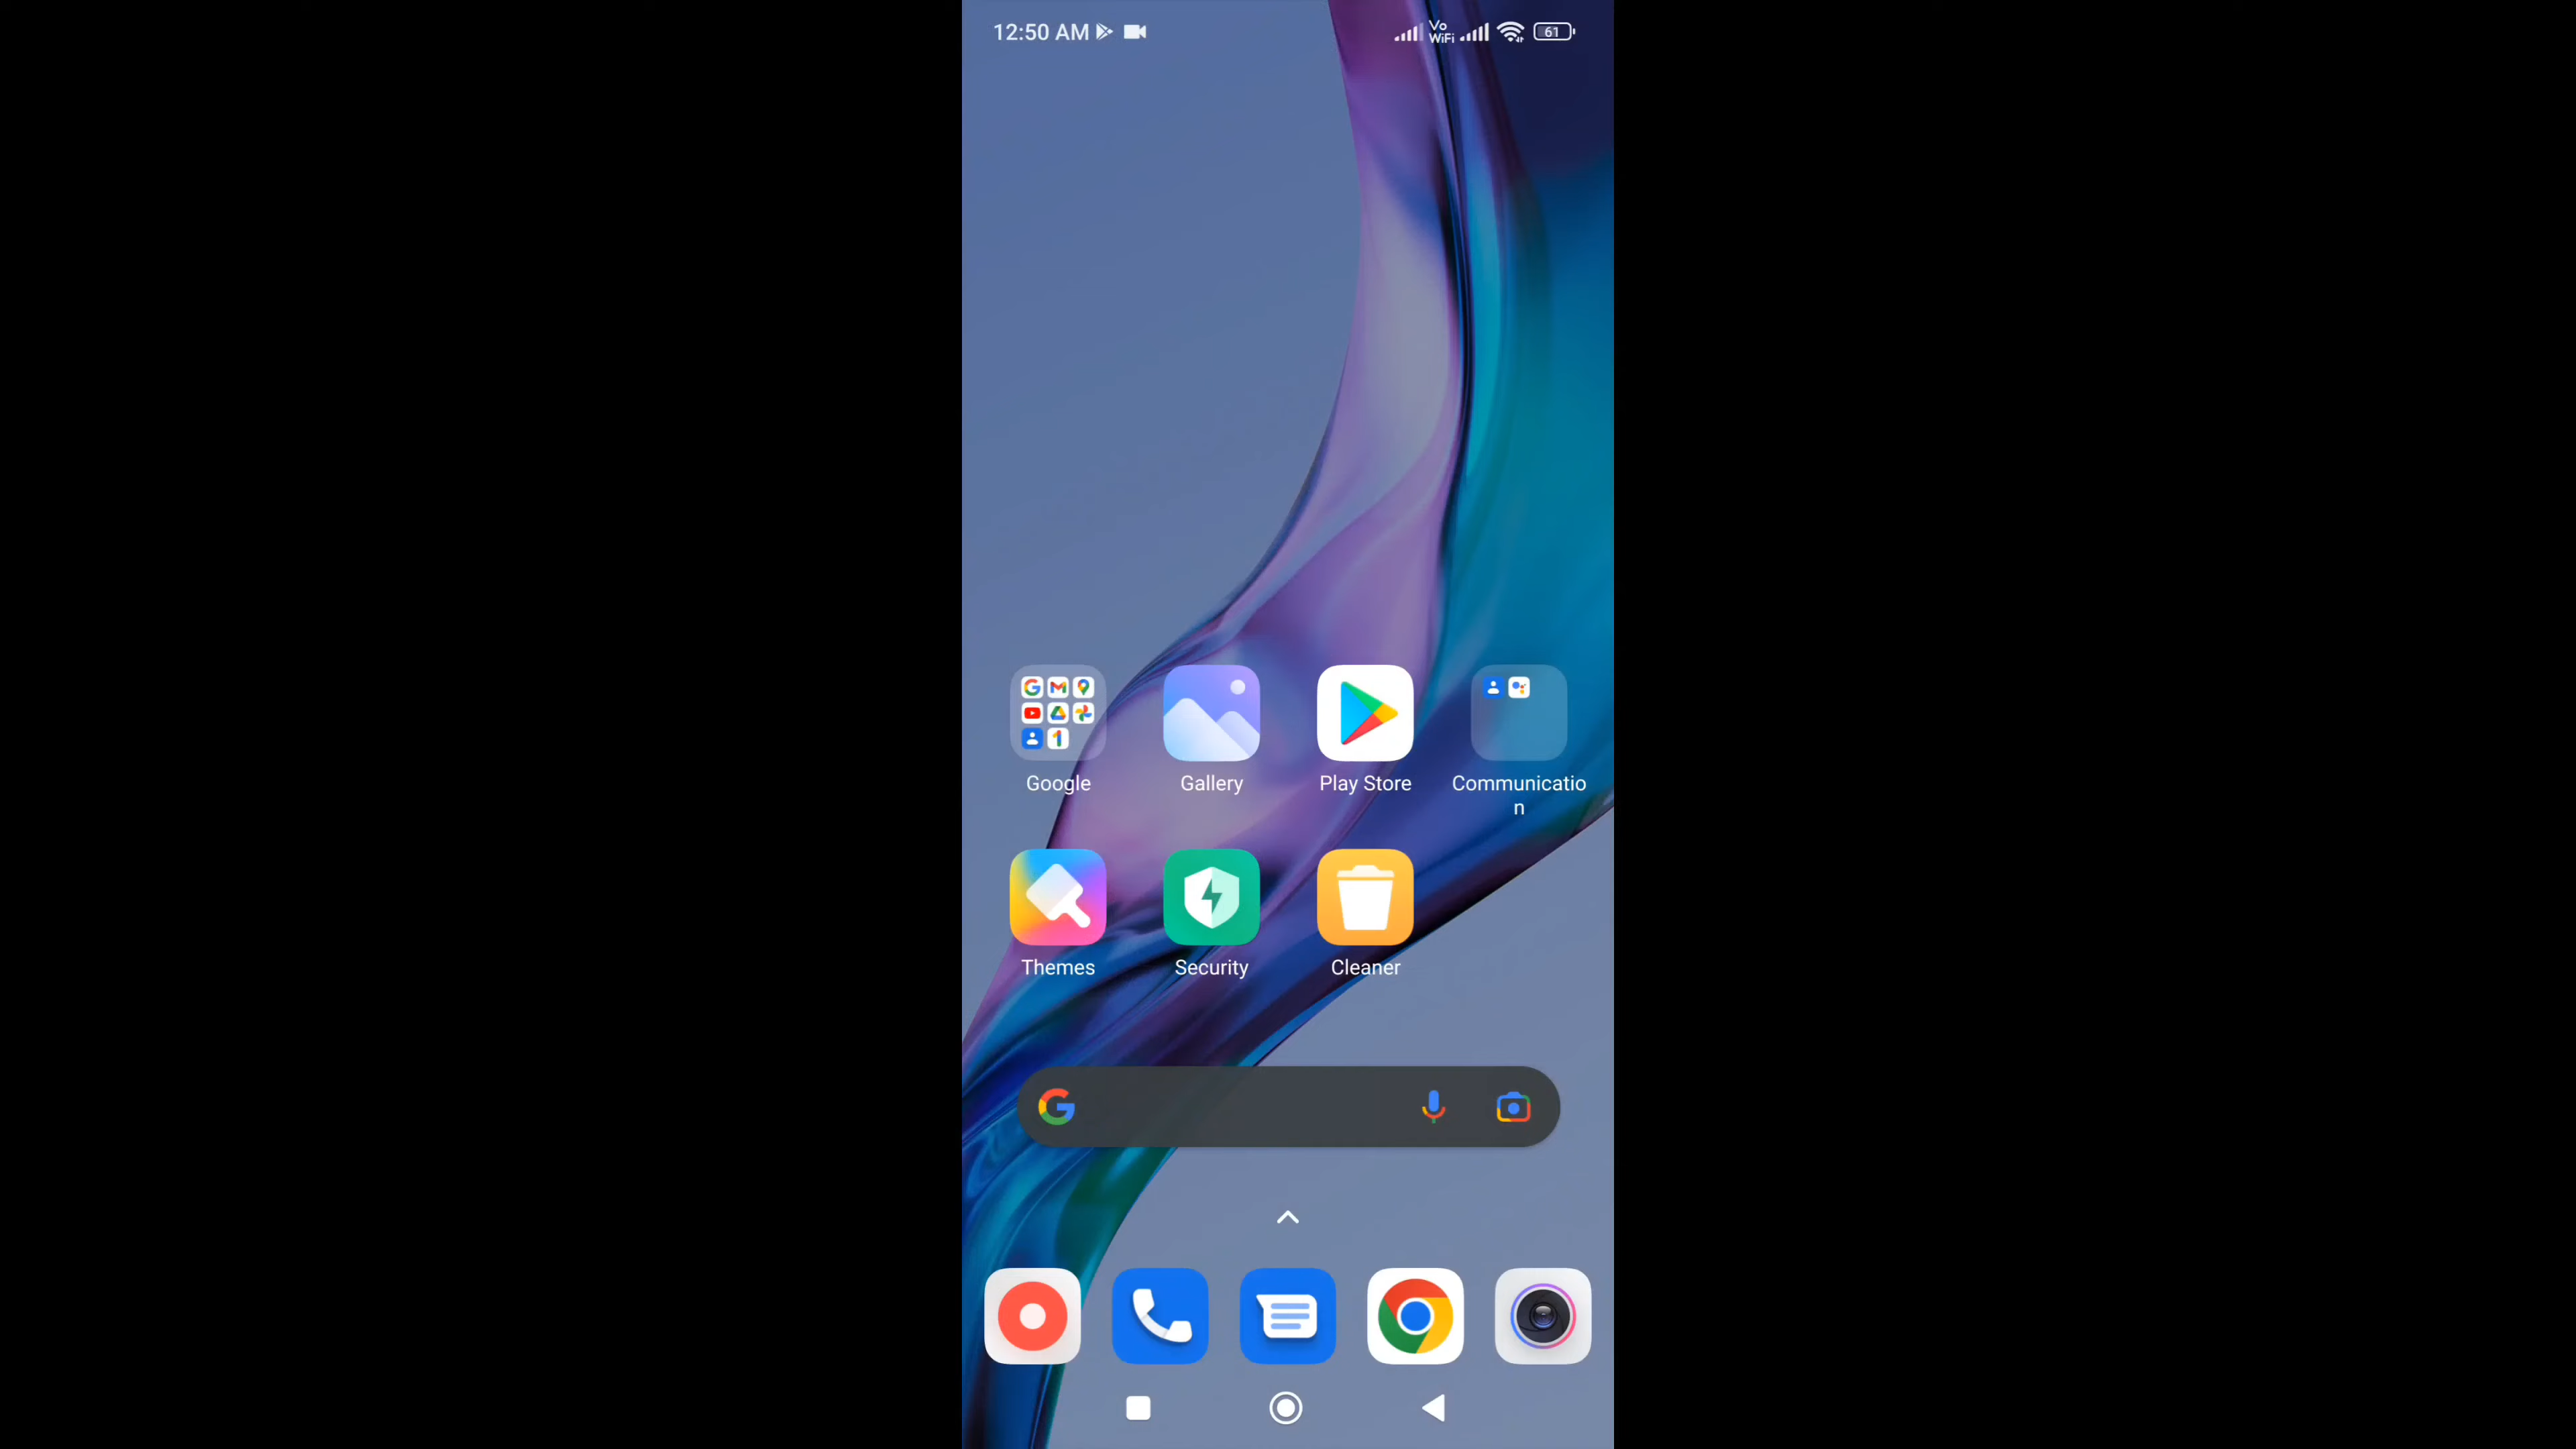 12:50 AM
Vo
WiFi
61
Google
Gallery
Play Store
Communicatio
n
Themes
Security
Cleaner